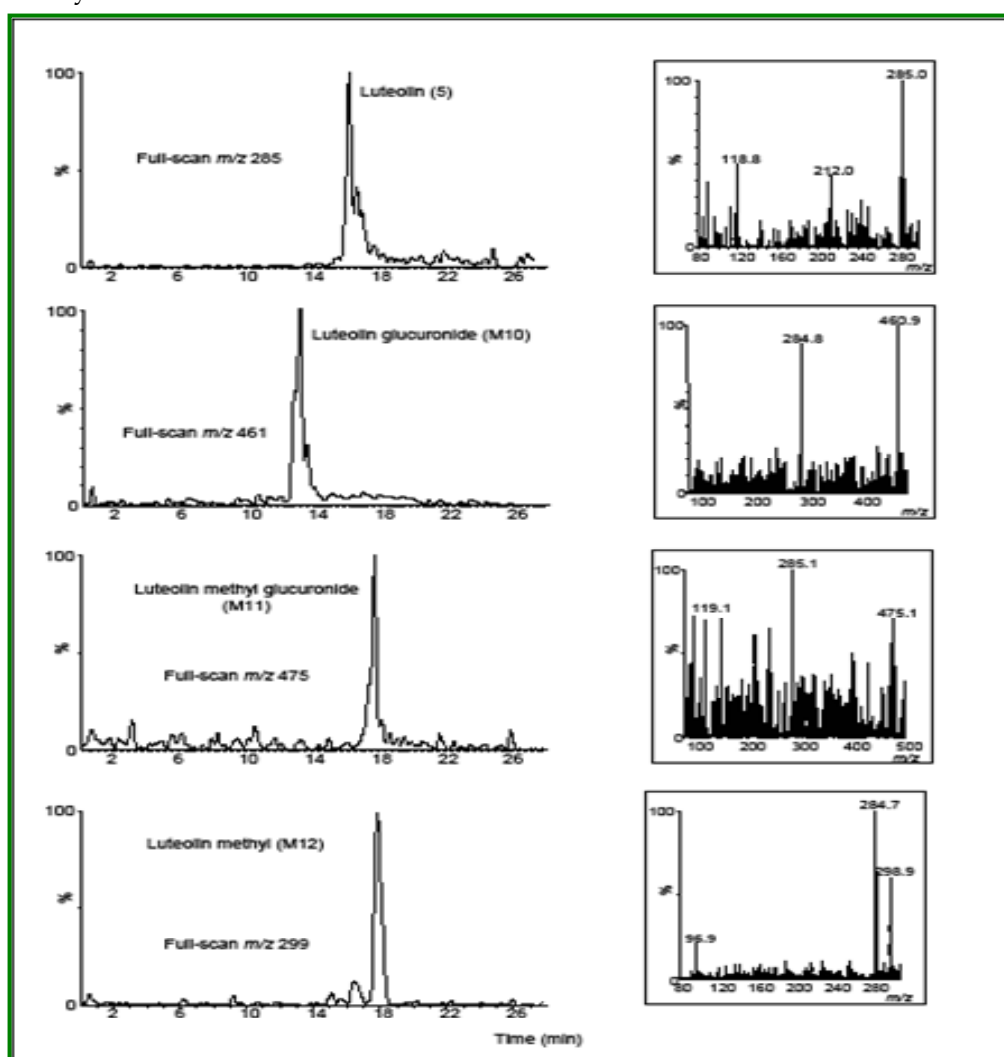 100
Luteolin (5)
Full-scan m/z 285
%
0
2 6 10 14 18 22 26
100
285.0
118.8
212.0
%
0
80 120 160 200 240 280
m/z
100
Luteolin glucuronide (M10)
Full-scan m/z 461
%
0
2 6 10 14 18 22 26
100
460.9
284.8
%
0
100 200 300 400
m/z
100
Luteolin methyl glucuronide
(M11)
Full-scan m/z 475
%
0
2 6 10 14 18 22 26
100
285.1
119.1
475.1
%
0
100 200 300 400 500
m/z
100
Luteolin methyl (M12)
Full-scan m/z 299
%
0
2 6 10 14 18 22 26
Time (min)
100
284.7
298.9
%
96.9
0
80 120 160 200 240 280
m/z